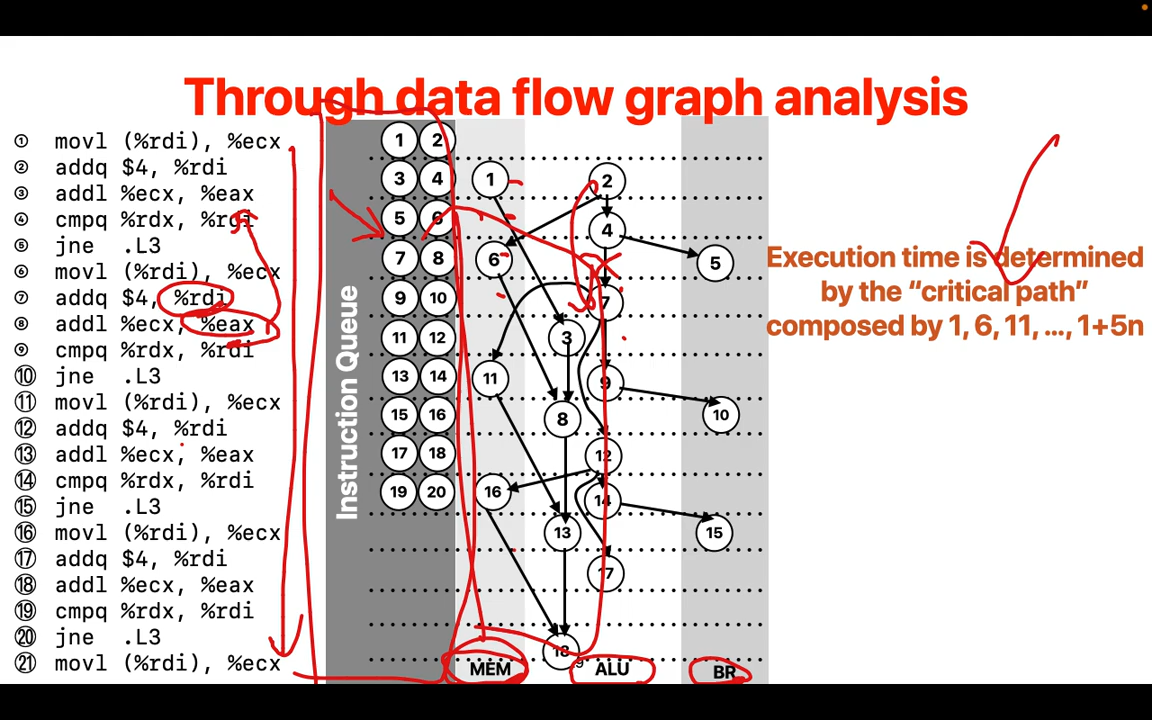 Through data flow graph analysis
① movl (%rdi), %ecx
② addq $4, %rdi
③ addl %ecx, %eax
④ cmpq %rdx, %rdi
⑤ jne .L3
⑥ movl (%rdi), %ecx
⑦ addq $4, %rdi
⑧ addl %ecx, %eax
⑨ cmpq %rdx, %rdi
⑩ jne .L3
⑪ movl (%rdi), %ecx
⑫ addq $4, %rdi
⑬ addl %ecx, %eax
⑭ cmpq %rdx, %rdi
⑮ jne .L3
⑯ movl (%rdi), %ecx
⑰ addq $4, %rdi
⑱ addl %ecx, %eax
⑲ cmpq %rdx, %rdi
⑳ jne .L3
㉑ movl (%rdi), %ecx
Instruction Queue
1 2
3 4
5 6
7 8
9 10
11 12
13 14
15 16
17 18
19 20
1 2
4
6 5
7
3
11 9
8 10
12
16 14
13 15
17
18
MEM ALU BR
Execution time is determined
by the “critical path”
composed by 1, 6, 11, …, 1+5n